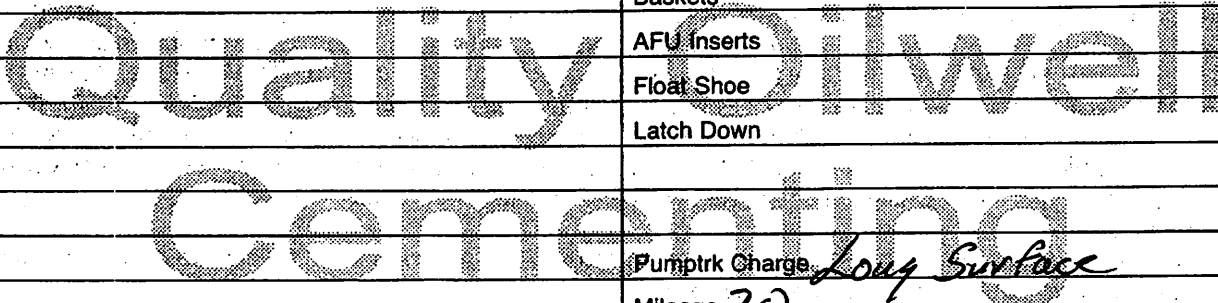 Baskets
Quality Oilwell
AFU Inserts
Float Shoe
Latch Down
Cementing
Pumptrk Charge Long Surface
Mileage 20